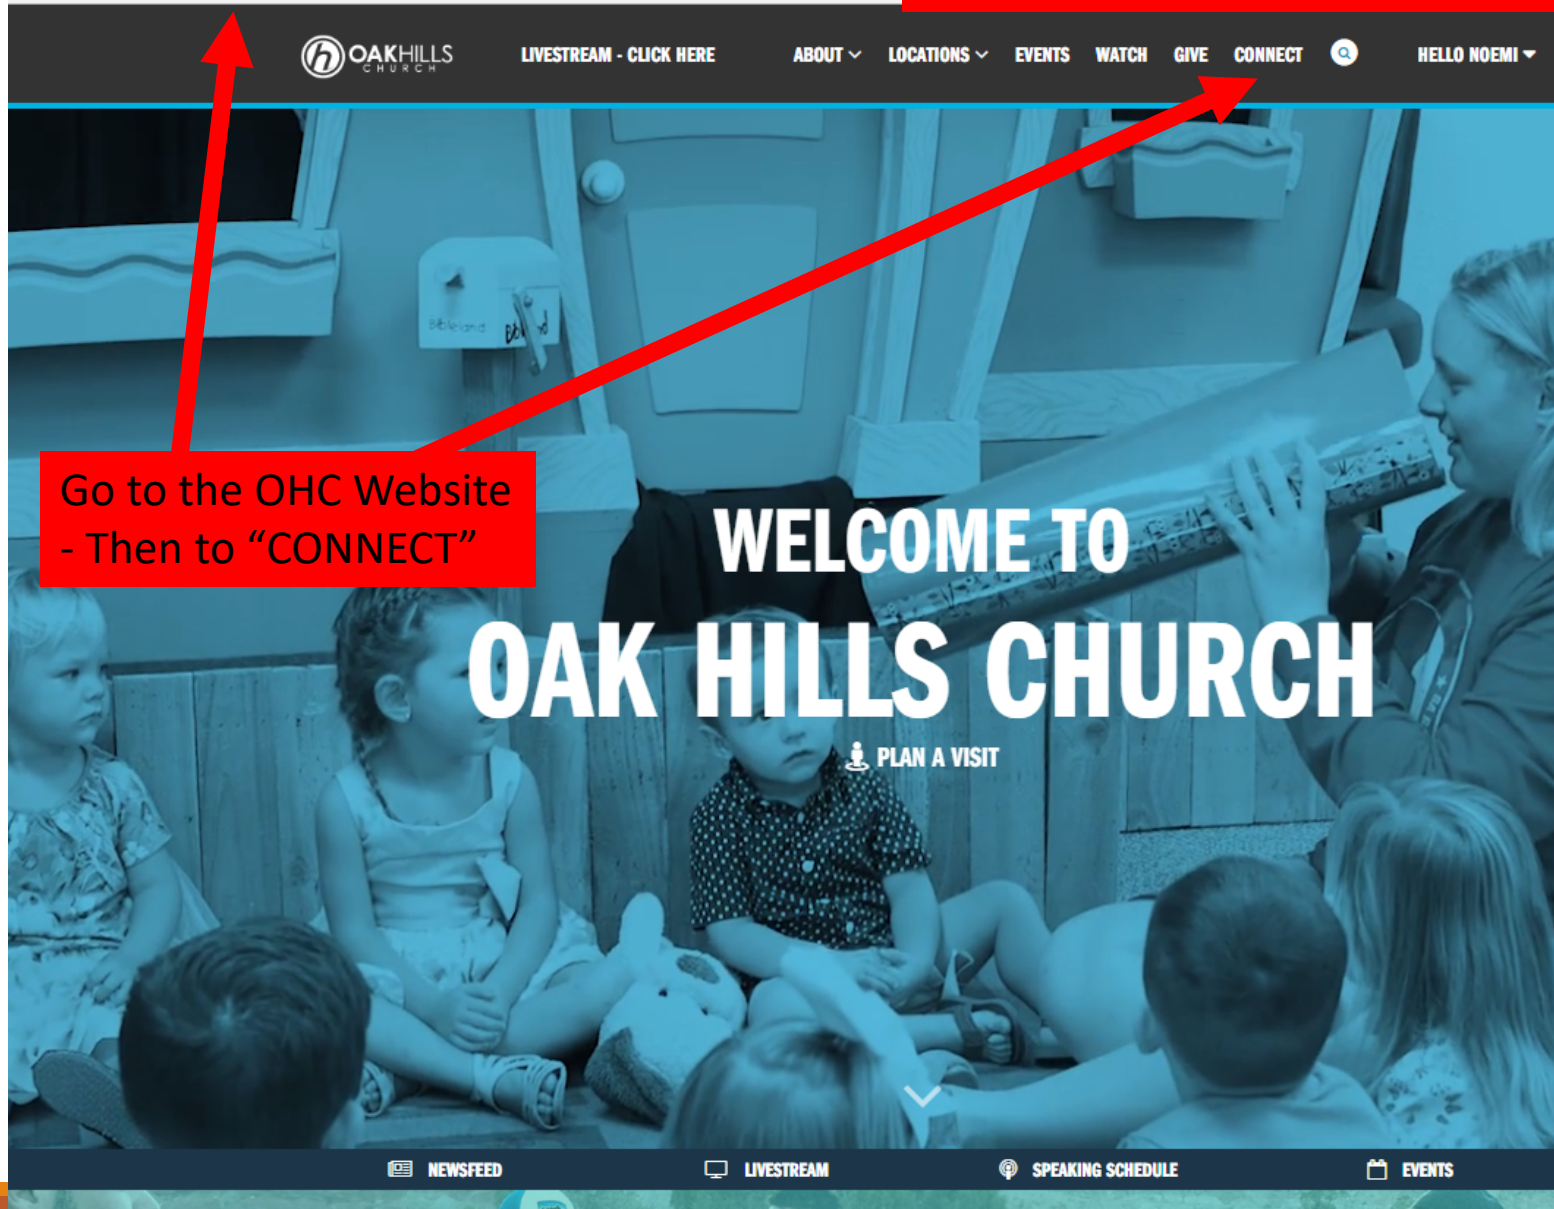 OAKHILLS
CHURCH
LIVESTREAM - CLICK HERE
ABOUT
LOCATIONS
EVENTS
WATCH
GIVE
CONNECT
HELLO NOEMI
Bibleland
Go to the OHC Website
- Then to “CONNECT”
WELCOME TO
OAK HILLS CHURCH
PLAN A VISIT
NEWSFEED
LIVESTREAM
SPEAKING SCHEDULE
EVENTS